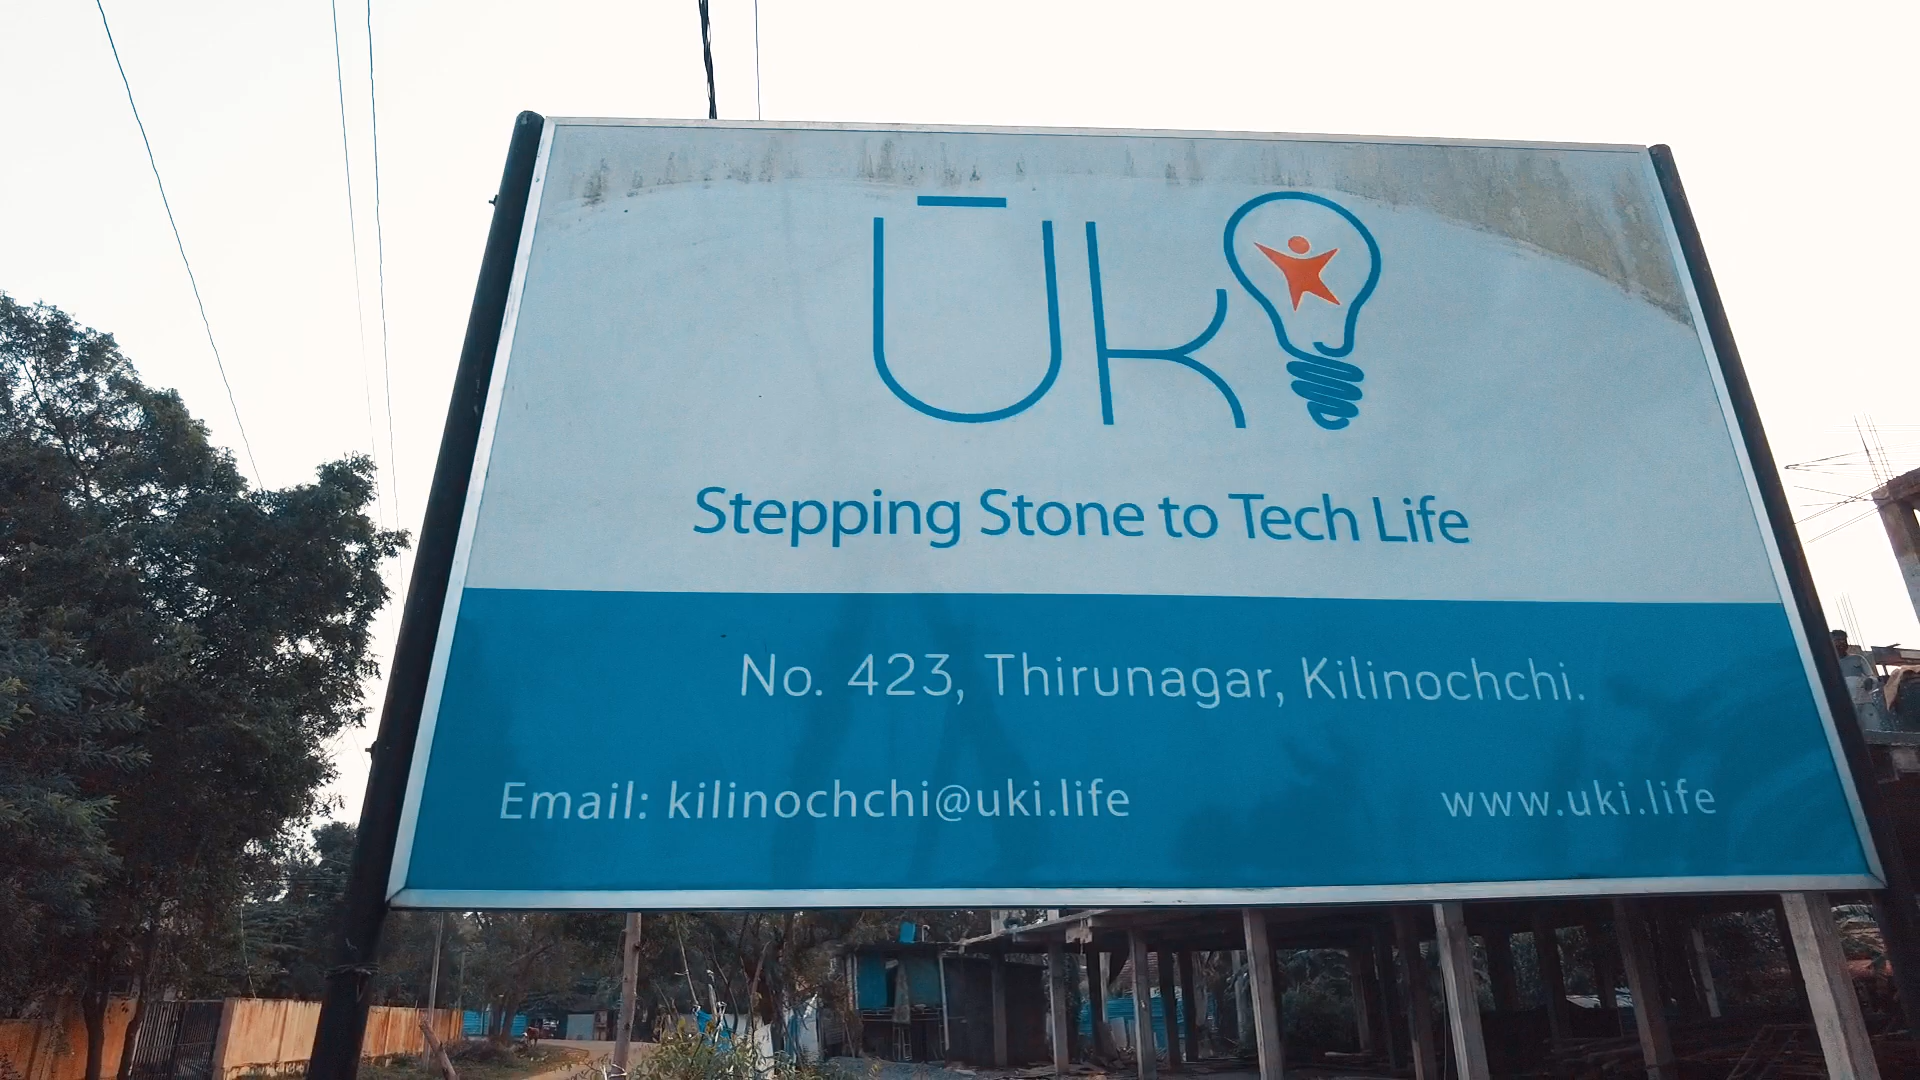 Ūki
Stepping Stone to Tech Life
No. 423, Thirunagar, Kilinochchi.
Email: kilinochchi@uki.life
www.uki.life